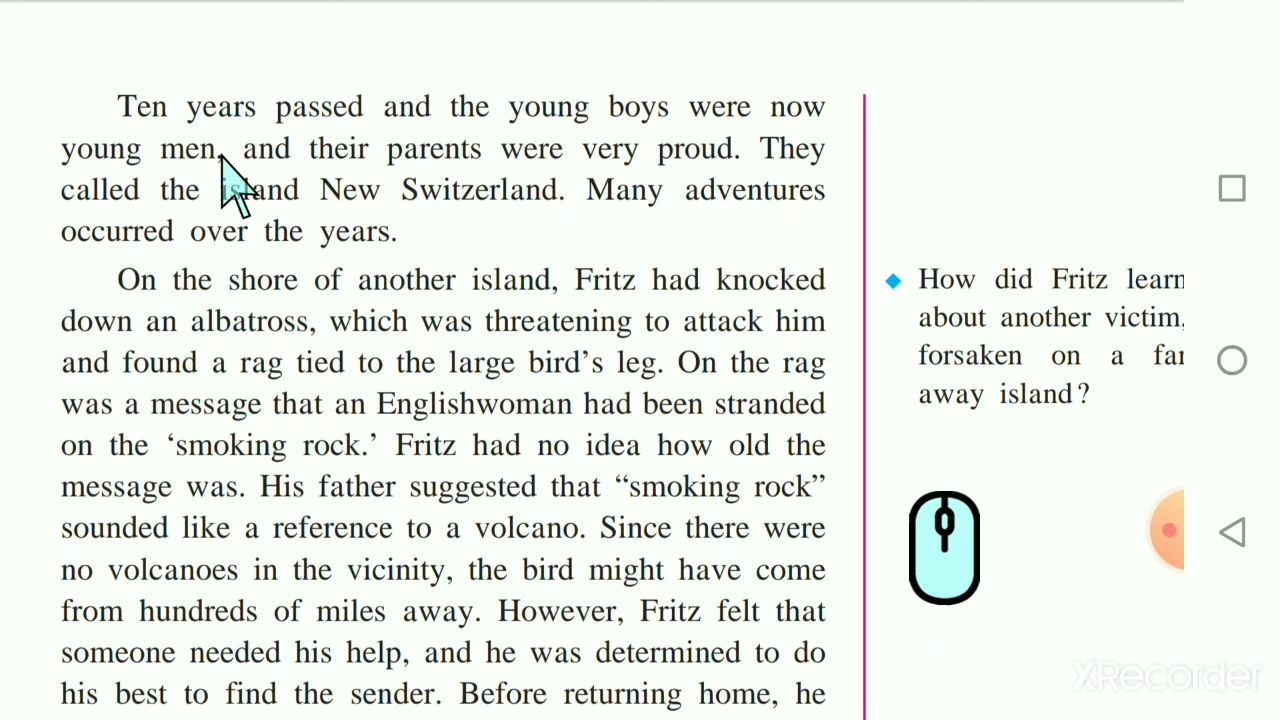 Ten years passed and the young boys were now
young men, and their parents were very proud. They
called the island New Switzerland. Many adventures
occurred over the years.
On the shore of another island, Fritz had knocked
down an albatross, which was threatening to attack him
and found a rag tied to the large bird's leg. On the rag
was a message that an Englishwoman had been stranded
on the ‘smoking rock.’ Fritz had no idea how old the
message was. His father suggested that “smoking rock”
sounded like a reference to a volcano. Since there were
no volcanoes in the vicinity, the bird might have come
from hundreds of miles away. However, Fritz felt that
someone needed his help, and he was determined to do
his best to find the sender. Before returning home, he
How did Fritz learn
about another victim,
forsaken on a far
away island?
XRecorder